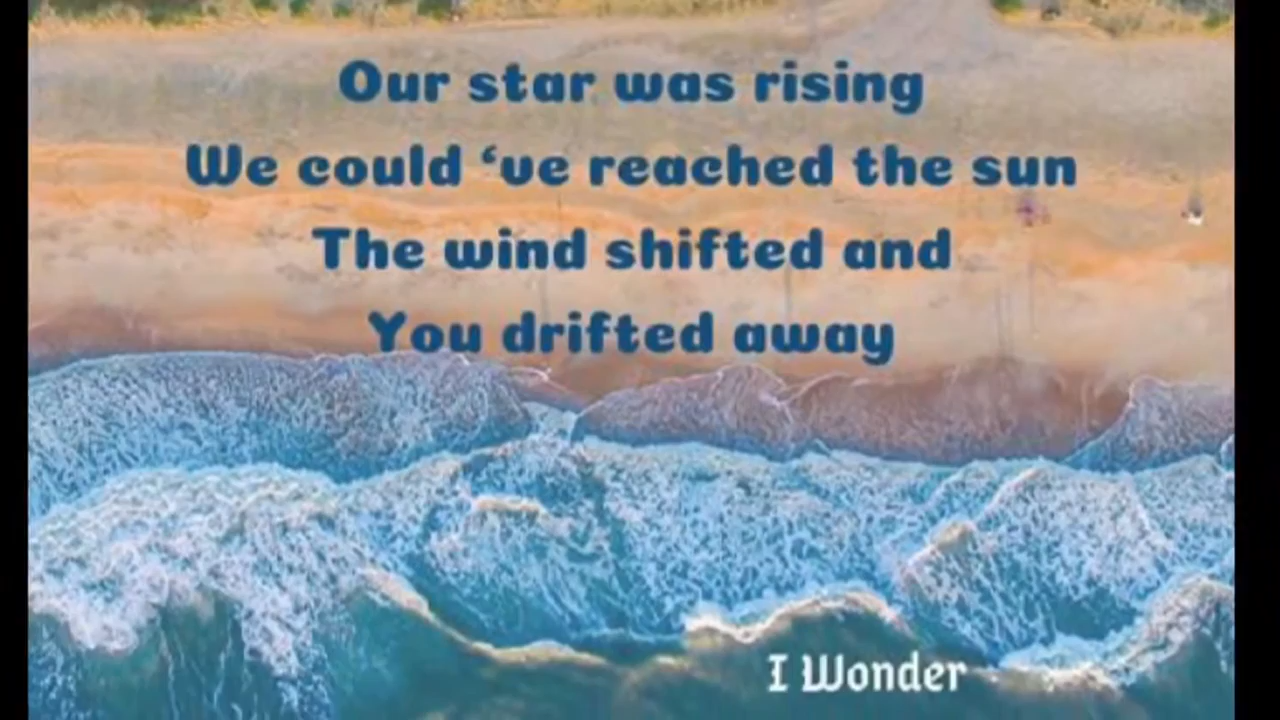 Our star was rising
We could ‘ve reached the sun
The wind shifted and
You drifted away
I Wonder